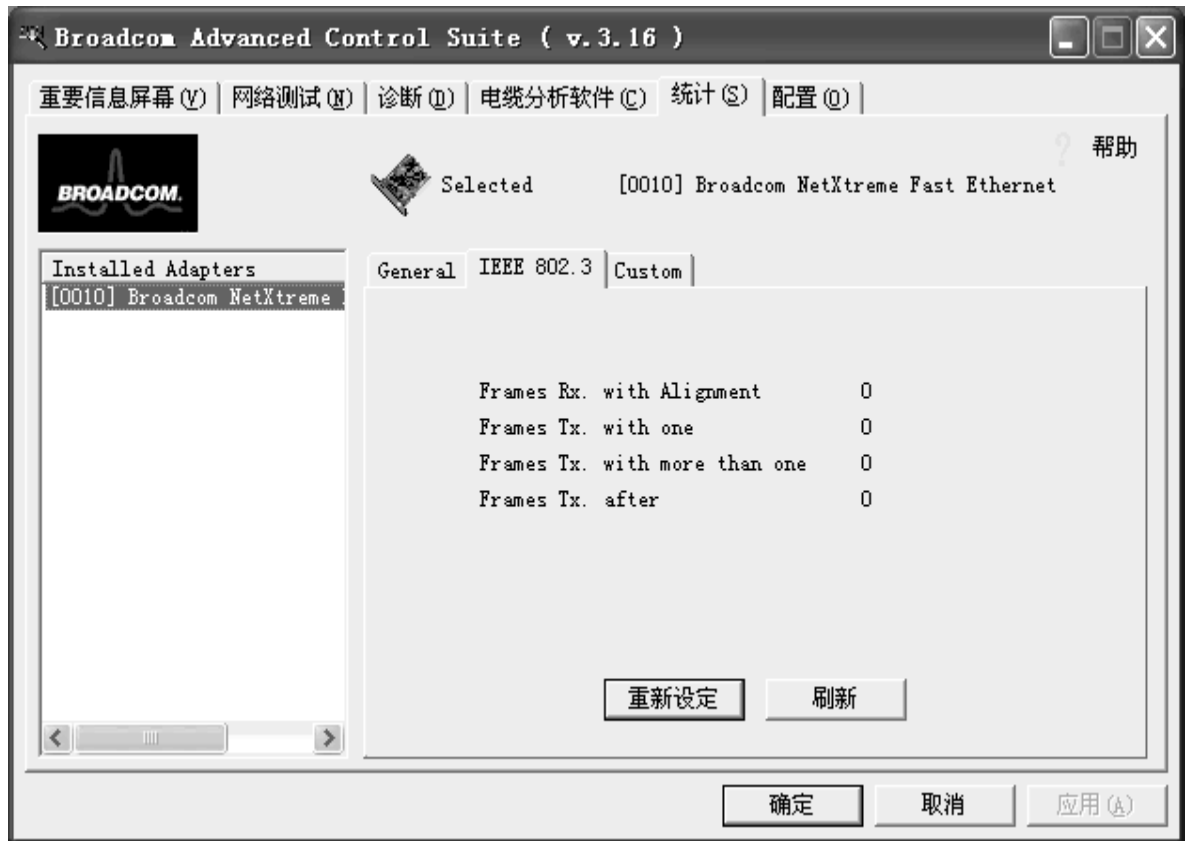 Broadcom Advanced Control Suite ( v.3.16 )
重要信息屏幕(V) 网络测试(N) 诊断(D) 电缆分析软件(C) 统计(S) 配置(O)
? 帮助
BROADCOM.
Selected [0010] Broadcom NetXtreme Fast Ethernet
Installed Adapters
[0010] Broadcom NetXtreme
General IEEE 802.3 Custom
Frames Rx. with Alignment 0
Frames Tx. with one 0
Frames Tx. with more than one 0
Frames Tx. after 0
重新设定 刷新
确定 取消 应用(A)